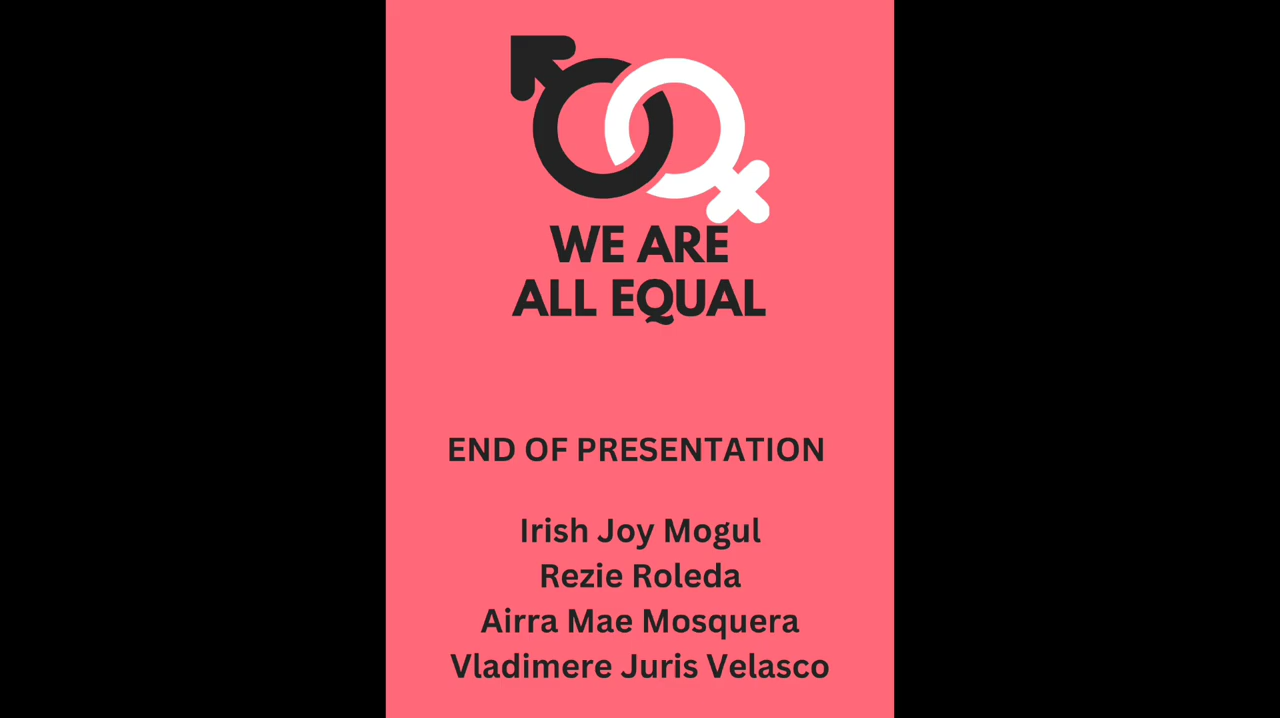 WE ARE
ALL EQUAL
END OF PRESENTATION
Irish Joy Mogul
Rezie Roleda
Airra Mae Mosquera
Vladimere Juris Velasco